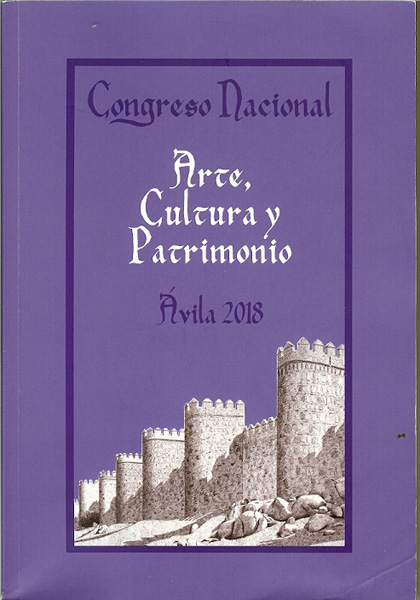 Congreso Nacional
Arte,
Cultura y
Patrimonio
Ávila 2018